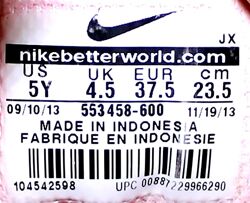 JX
nikebetterworld.com
US UK EUR cm
5Y 4.5 37.5 23.5
09/10/13 553458-600 11/19/13
MADE IN INDONESIA
FABRIQUE EN INDONESIE
104542598 UPC 00887229966290